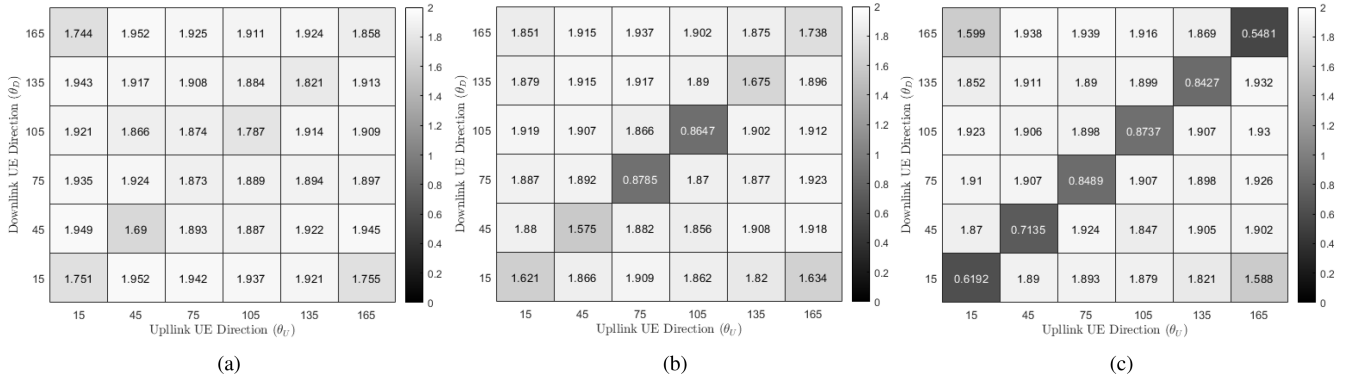 165 1.744 1.952 1.925 1.911 1.924 1.858
135 1.943 1.917 1.908 1.884 1.821 1.913
105 1.921 1.866 1.874 1.787 1.914 1.909
75 1.935 1.924 1.873 1.889 1.894 1.897
45 1.949 1.69 1.893 1.887 1.922 1.945
15 1.751 1.952 1.942 1.937 1.921 1.755
15 45 75 105 135 165
Upllink UE Direction (θ_U)
Downlink UE Direction (θ_D)
2
1.8
1.6
1.4
1.2
1
0.8
0.6
0.4
0.2
0
(a)
165 1.851 1.915 1.937 1.902 1.875 1.738
135 1.879 1.915 1.917 1.89 1.675 1.896
105 1.919 1.907 1.866 0.8647 1.902 1.912
75 1.887 1.892 0.8785 1.87 1.877 1.923
45 1.88 1.575 1.882 1.856 1.908 1.918
15 1.621 1.866 1.909 1.862 1.82 1.634
15 45 75 105 135 165
Upllink UE Direction (θ_U)
Downlink UE Direction (θ_D)
2
1.8
1.6
1.4
1.2
1
0.8
0.6
0.4
0.2
0
(b)
165 1.599 1.938 1.939 1.916 1.869 0.5481
135 1.852 1.911 1.89 1.899 0.8427 1.932
105 1.923 1.906 1.898 0.8737 1.907 1.93
75 1.91 1.907 0.8489 1.907 1.898 1.926
45 1.87 0.7135 1.924 1.847 1.905 1.902
15 0.6192 1.89 1.893 1.879 1.821 1.588
15 45 75 105 135 165
Upllink UE Direction (θ_U)
Downlink UE Direction (θ_D)
2
1.8
1.6
1.4
1.2
1
0.8
0.6
0.4
0.2
0
(c)